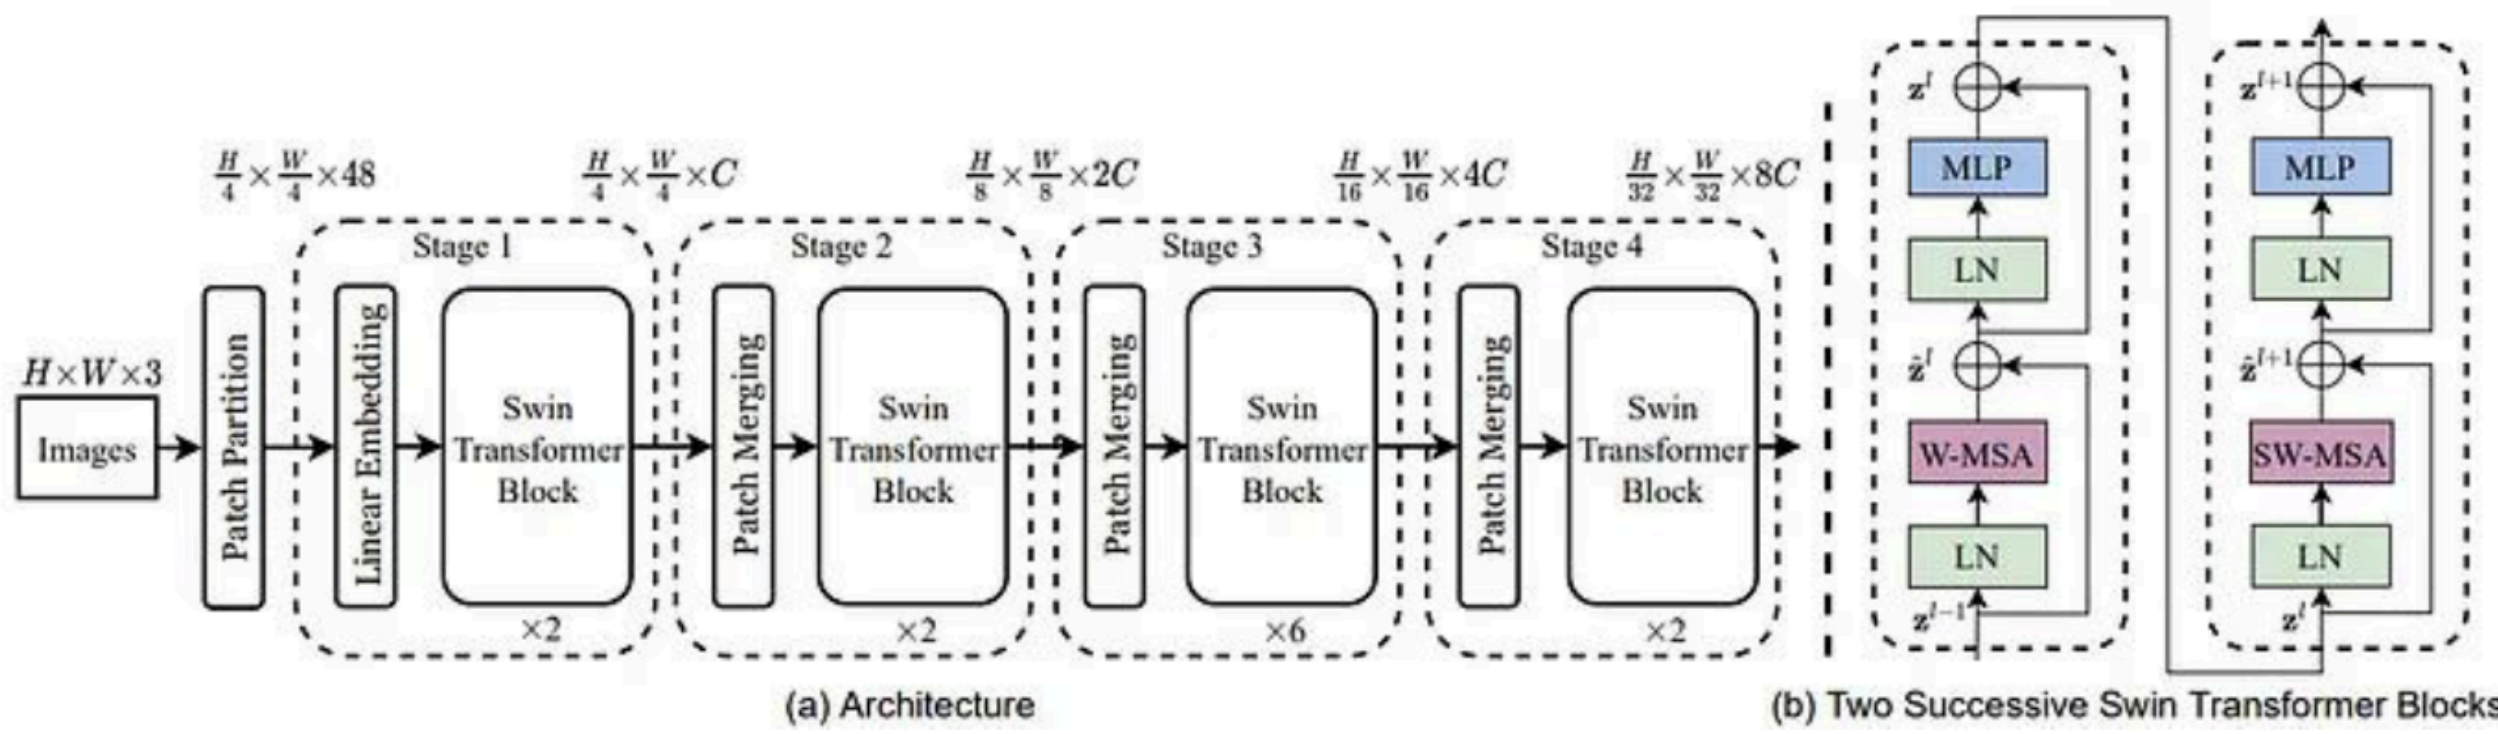 H/4 × W/4 × 48
H/4 × W/4 × C
H/8 × W/8 × 2C
H/16 × W/16 × 4C
H/32 × W/32 × 8C
H×W×3
Images
Patch Partition
Stage 1
Linear Embedding
Swin
Transformer
Block
×2
Stage 2
Patch Merging
Swin
Transformer
Block
×2
Stage 3
Patch Merging
Swin
Transformer
Block
×6
Stage 4
Patch Merging
Swin
Transformer
Block
×2
(a) Architecture
z^l
MLP
LN
ẑ^l
W-MSA
LN
z^{l-1}
z^{l+1}
MLP
LN
ẑ^{l+1}
SW-MSA
LN
z^l
(b) Two Successive Swin Transformer Blocks